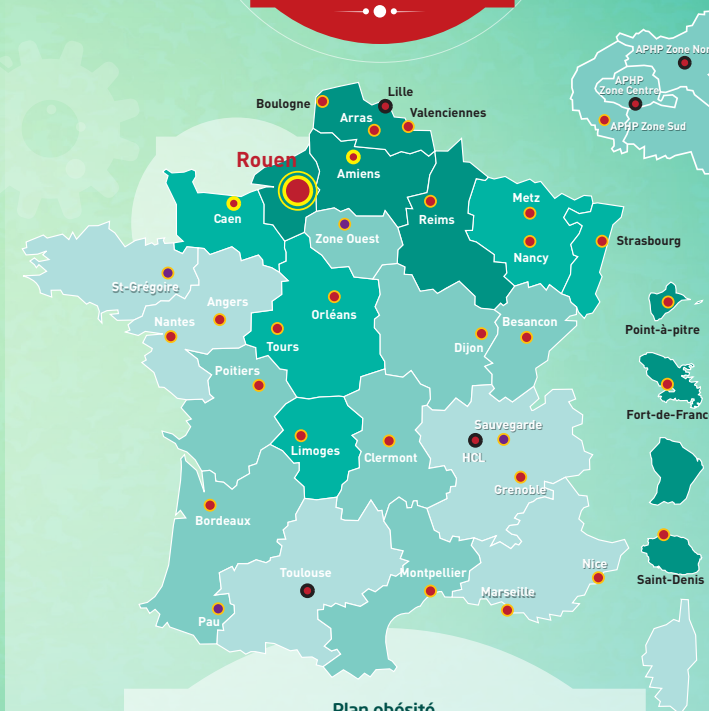 APHP Zone Nor
APHP
Zone Centre
APHP Zone Sud
Lille
Boulogne
Valenciennes
Arras
Rouen
Amiens
Metz
Caen
Reims
Zone Ouest
Strasbourg
Nancy
St-Grégoire
Angers
Orléans
Nantes
Besancon
Point-à-pitre
Tours
Dijon
Poitiers
Fort-de-Franc
Sauvegarde
Limoges
Clermont
HCL
Grenoble
Bordeaux
Nice
Toulouse
Montpellier
Saint-Denis
Marseille
Pau
Plan obésité